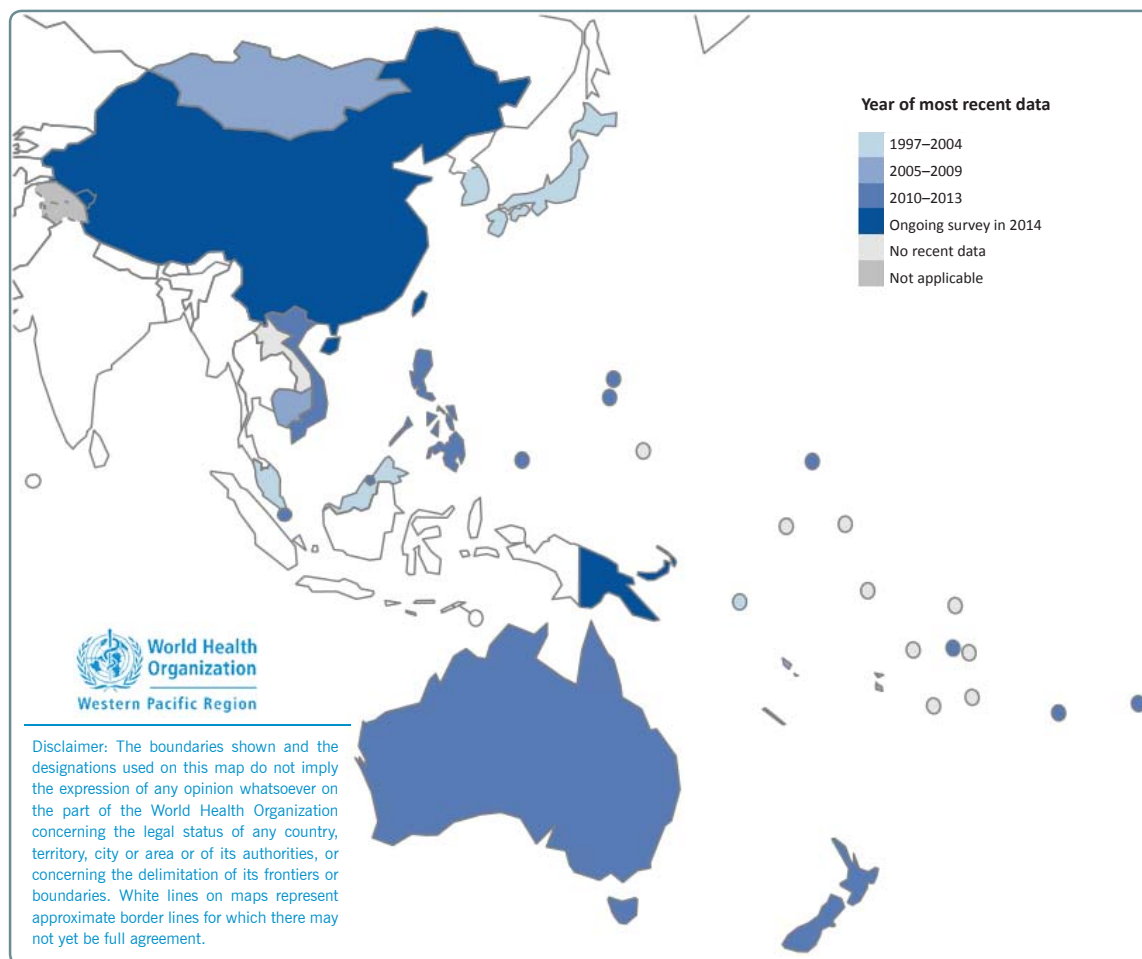 Year of most recent data
1997–2004
2005–2009
2010–2013
Ongoing survey in 2014
No recent data
Not applicable
World Health
Organization
Western Pacific Region
Disclaimer: The boundaries shown and the
designations used on this map do not imply
the expression of any opinion whatsoever on
the part of the World Health Organization
concerning the legal status of any country,
territory, city or area or of its authorities, or
concerning the delimitation of its frontiers or
boundaries. White lines on maps represent
approximate border lines for which there may
not yet be full agreement.